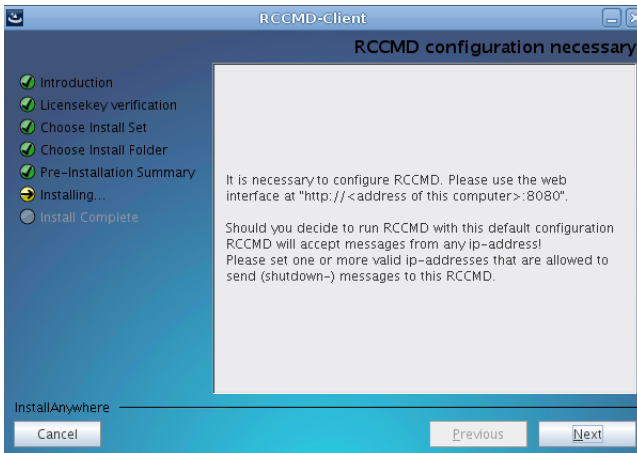 RCCMD-Client
RCCMD configuration necessary
Introduction
Licensekey verification
Choose Install Set
Choose Install Folder
Pre-Installation Summary
Installing...
Install Complete
It is necessary to configure RCCMD. Please use the web
interface at "http://<address of this computer>:8080".
Should you decide to run RCCMD with this default configuration
RCCMD will accept messages from any ip-address!
Please set one or more valid ip-addresses that are allowed to
send (shutdown-) messages to this RCCMD.
InstallAnywhere
Cancel
Previous
Next